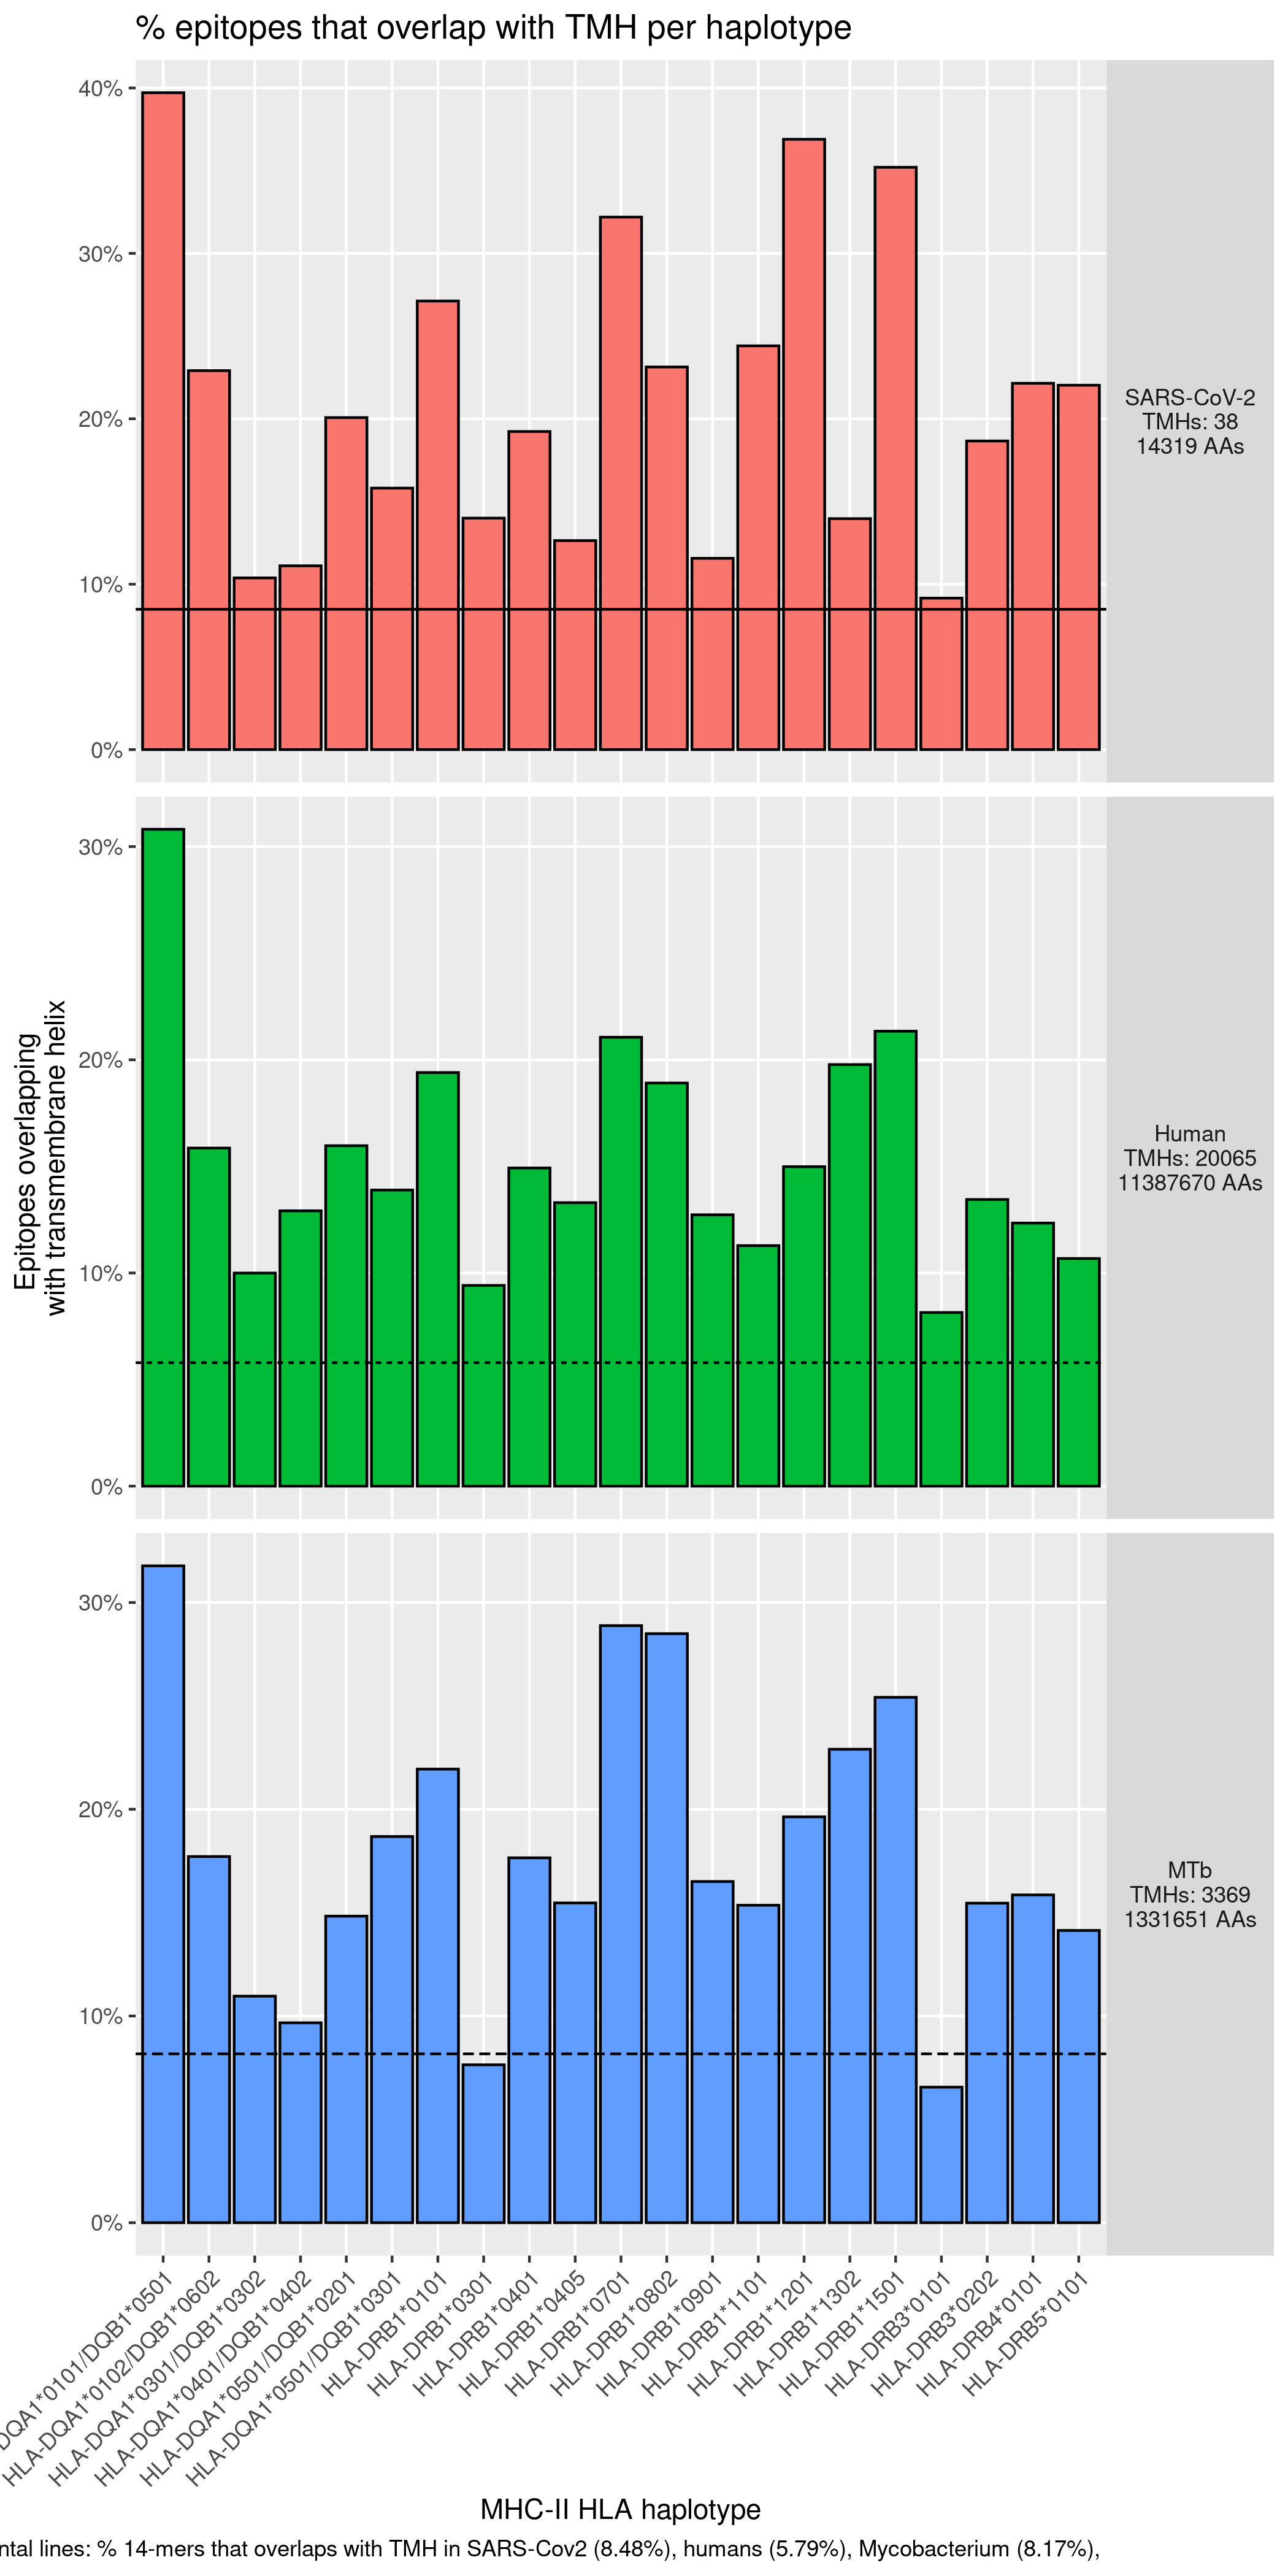 % epitopes that overlap with TMH per haplotype
40%
30%
20%
10%
0%
SARS-CoV-2
TMHs: 38
14319 AAs
30%
20%
10%
0%
Human
TMHs: 20065
11387670 AAs
Epitopes overlapping
with transmembrane helix
30%
20%
10%
0%
MTb
TMHs: 3369
1331651 AAs
DQA1*0101/DQB1*0501
HLA-DQA1*0102/DQB1*0602
HLA-DQA1*0301/DQB1*0302
HLA-DQA1*0401/DQB1*0402
HLA-DQA1*0501/DQB1*0201
HLA-DQA1*0501/DQB1*0301
HLA-DRB1*0101
HLA-DRB1*0301
HLA-DRB1*0401
HLA-DRB1*0405
HLA-DRB1*0701
HLA-DRB1*0802
HLA-DRB1*0901
HLA-DRB1*1101
HLA-DRB1*1201
HLA-DRB1*1302
HLA-DRB1*1501
HLA-DRB3*0101
HLA-DRB3*0202
HLA-DRB4*0101
HLA-DRB5*0101
MHC-II HLA haplotype
ntal lines: % 14-mers that overlaps with TMH in SARS-Cov2 (8.48%), humans (5.79%), Mycobacterium (8.17%),